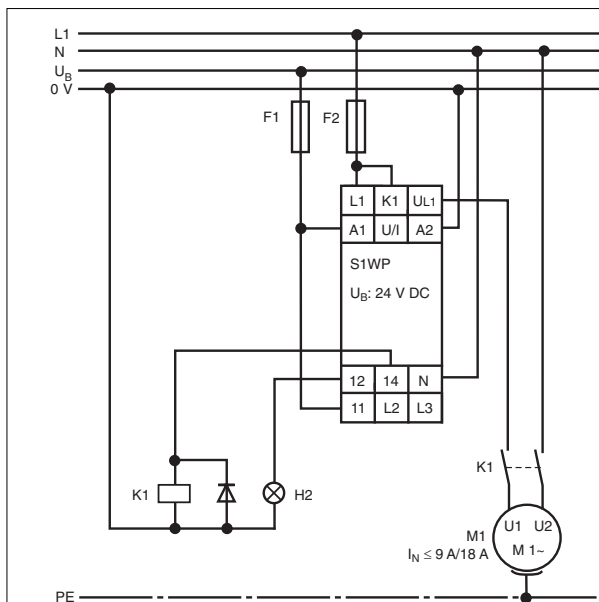 L1
N
UB
0 V
F1
F2
L1 K1 UL1
A1 U/I A2
S1WP
UB: 24 V DC
12 14 N
11 L2 L3
K1
H2
K1
M1
U1 U2
M 1~
IN ≤ 9 A/18 A
PE